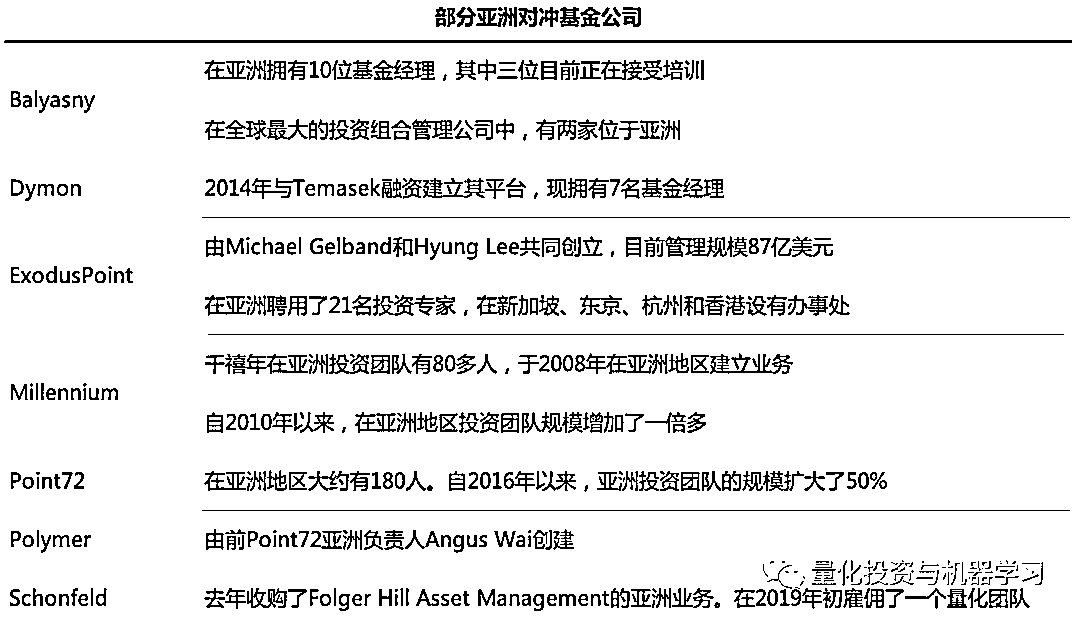 部分亚洲对冲基金公司
Balyasny
在亚洲拥有10位基金经理，其中三位目前正在接受培训
在全球最大的投资组合管理公司中，有两家位于亚洲
Dymon
2014年与Temasek融资建立其平台，现拥有7名基金经理
ExodusPoint
由Michael Gelband和Hyung Lee共同创立，目前管理规模87亿美元
在亚洲聘用了21名投资专家，在新加坡、东京、杭州和香港设有办事处
Millennium
千禧年在亚洲投资团队有80多人，于2008年在亚洲地区建立业务
自2010年以来，在亚洲地区投资团队规模增加了一倍多
Point72
在亚洲地区大约有180人。自2016年以来，亚洲投资团队的规模扩大了50%
Polymer
由前Point72亚洲负责人Angus Wai创建
Schonfeld
去年收购了Folger Hill Asset Management的亚洲业务。在2019年初雇佣了一个量化团队
量化投资与机器学习